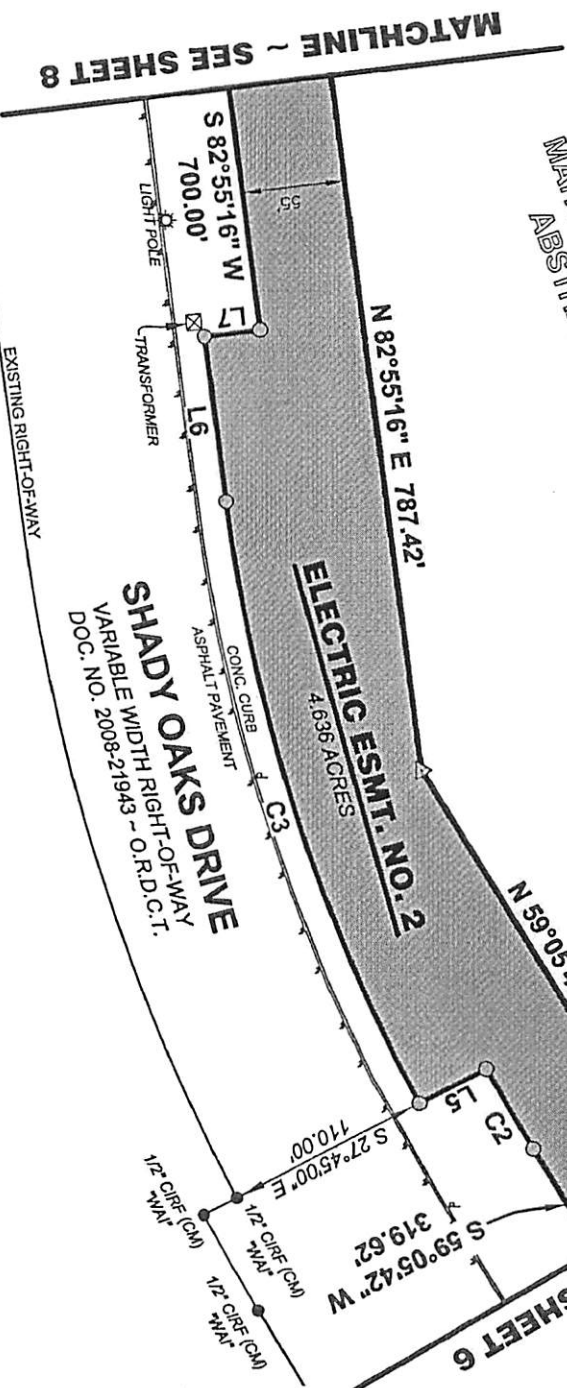 MATCHLINE ~ SEE SHEET 8
S 82°55'16" W
700.00'
55'
LIGHT POLE
TRANSFORMER
L7
L6
N 82°55'16" E 787.42'
ELECTRIC ESMT. NO. 2
4.636 ACRES
EXISTING RIGHT-OF-WAY
SHADY OAKS DRIVE
VARIABLE WIDTH RIGHT-OF-WAY
DOC. NO. 2008-21943 ~ O.R.D.C.T.
CONC. CURB
ASPHALT PAVEMENT
C3
N 59°05'4
L5
C2
S 27°45'00" E
110.00'
S 59°05'42" W
319.62'
1/2" CIRF (CM)
"WAI"
1/2" CIRF (CM)
"WAI"
1/2" CIRF (CM)
"WAI"
SHEET 6